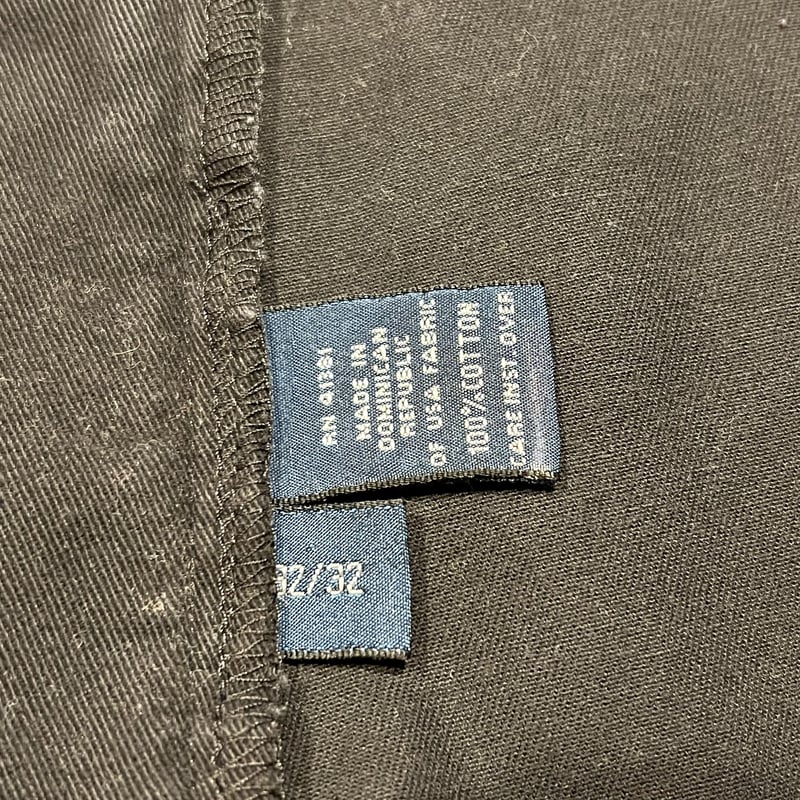 RN 41381
MADE IN
DOMINICAN
REPUBLIC
OF USA FABRIC
100% COTTON
CARE INST. OVER
32/32